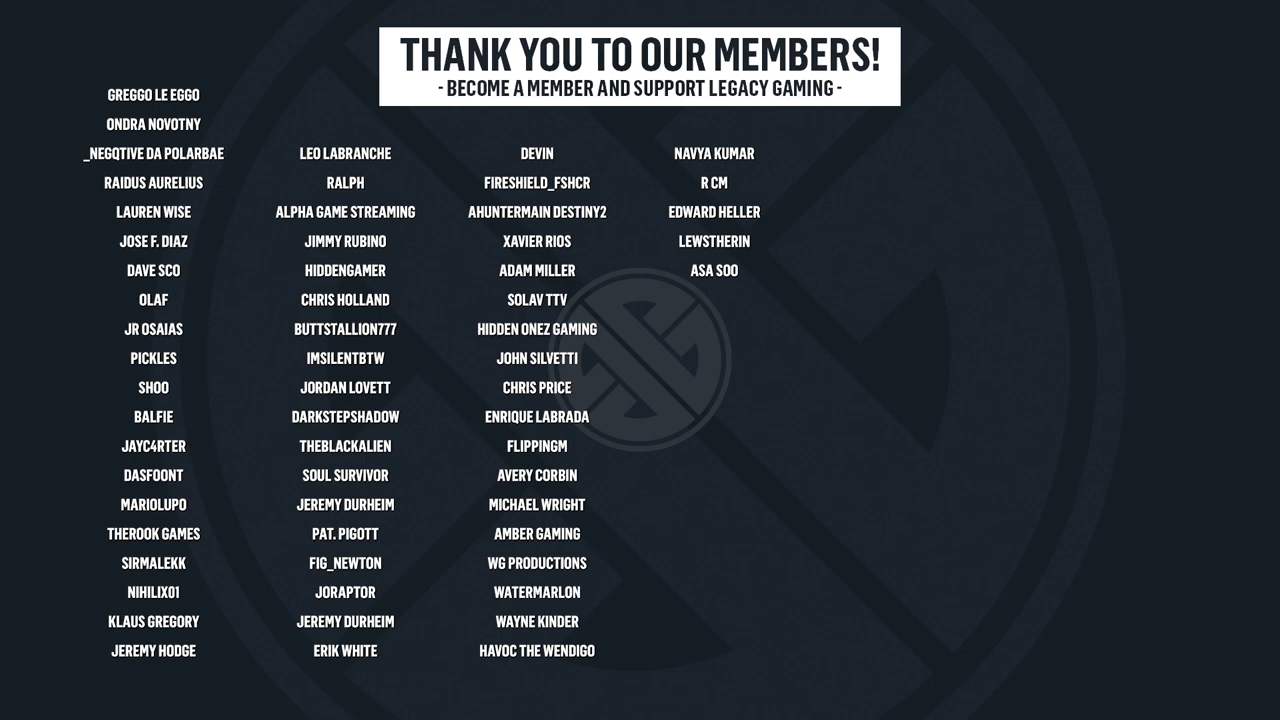 THANK YOU TO OUR MEMBERS!
- BECOME A MEMBER AND SUPPORT LEGACY GAMING -
GREGGO LE EGGO
ONDRA NOVOTNY
_NEGQTIVE DA POLARBAE
RAIDUS AURELIUS
LAUREN WISE
JOSE F. DIAZ
DAVE SCO
OLAF
JR OSAIAS
PICKLES
SHOO
BALFIE
JAYC4RTER
DASFOONT
MARIOLUPO
THEROOK GAMES
SIRMALEKK
NIHILIX01
KLAUS GREGORY
JEREMY HODGE
LEO LABRANCHE
RALPH
ALPHA GAME STREAMING
JIMMY RUBINO
HIDDENGAMER
CHRIS HOLLAND
BUTTSTALLION777
IMSILENTBTW
JORDAN LOVETT
DARKSTEPSHADOW
THEBLACKALIEN
SOUL SURVIVOR
JEREMY DURHEIM
PAT. PIGOTT
FIG_NEWTON
JORAPTOR
JEREMY DURHEIM
ERIK WHITE
DEVIN
FIRESHIELD_FSHCR
AHUNTERMAIN DESTINY2
XAVIER RIOS
ADAM MILLER
SOLAV TTV
HIDDEN ONEZ GAMING
JOHN SILVETTI
CHRIS PRICE
ENRIQUE LABRADA
FLIPPINGM
AVERY CORBIN
MICHAEL WRIGHT
AMBER GAMING
WG PRODUCTIONS
WATERMARLON
WAYNE KINDER
HAVOC THE WENDIGO
NAVYA KUMAR
R CM
EDWARD HELLER
LEWSTHERIN
ASA SOO